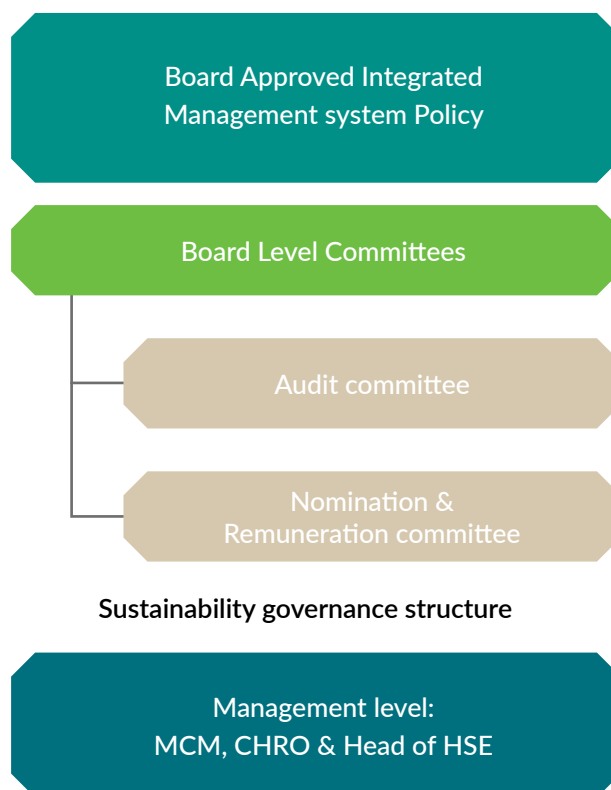 Board Approved Integrated
Management system Policy
Board Level Committees
Audit committee
Nomination &
Remuneration committee
Sustainability governance structure
Management level:
MCM, CHRO & Head of HSE